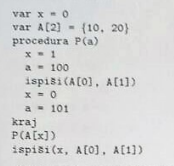 var x = 0
var A[2] = {10, 20}
procedura P(a)
x = 1
a = 100
ispiši(A[0], A[1])
x = 0
a = 101
kraj
P(A[x])
ispiši(x, A[0], A[1])